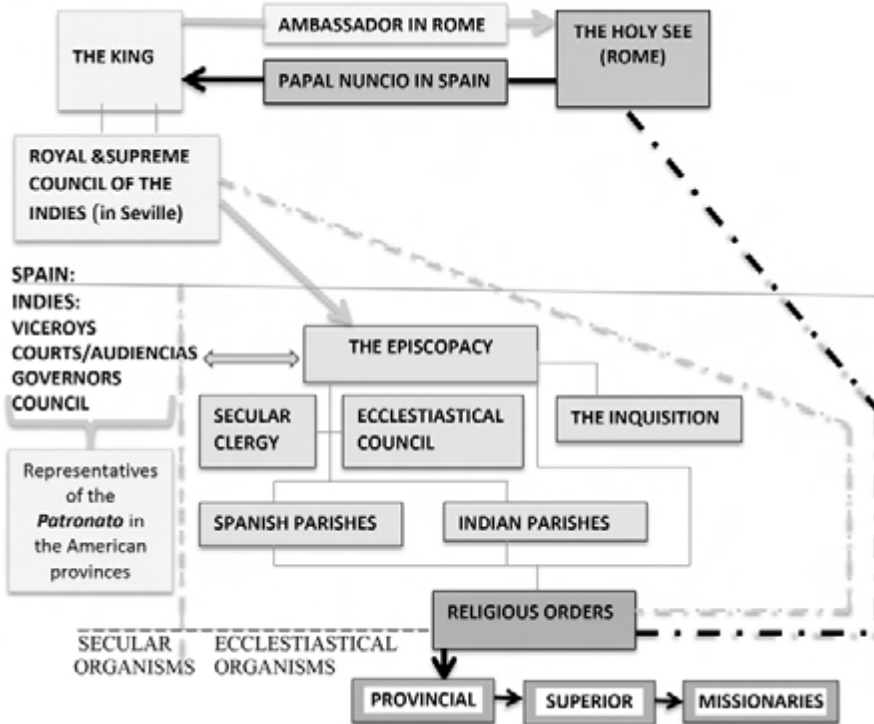 AMBASSADOR IN ROME
THE HOLY SEE
(ROME)
THE KING
PAPAL NUNCIO IN SPAIN
ROYAL &SUPREME
COUNCIL OF THE
INDIES (in Seville)
SPAIN:
INDIES:
VICEROYS
COURTS/AUDIENCIAS
GOVERNORS
COUNCIL
THE EPISCOPACY
SECULAR
CLERGY
ECCLESTIASTICAL
COUNCIL
THE INQUISITION
Representatives
of the
Patronato in
the American
provinces
SPANISH PARISHES
INDIAN PARISHES
RELIGIOUS ORDERS
SECULAR
ORGANISMS
ECCLESTIASTICAL
ORGANISMS
PROVINCIAL
SUPERIOR
MISSIONARIES